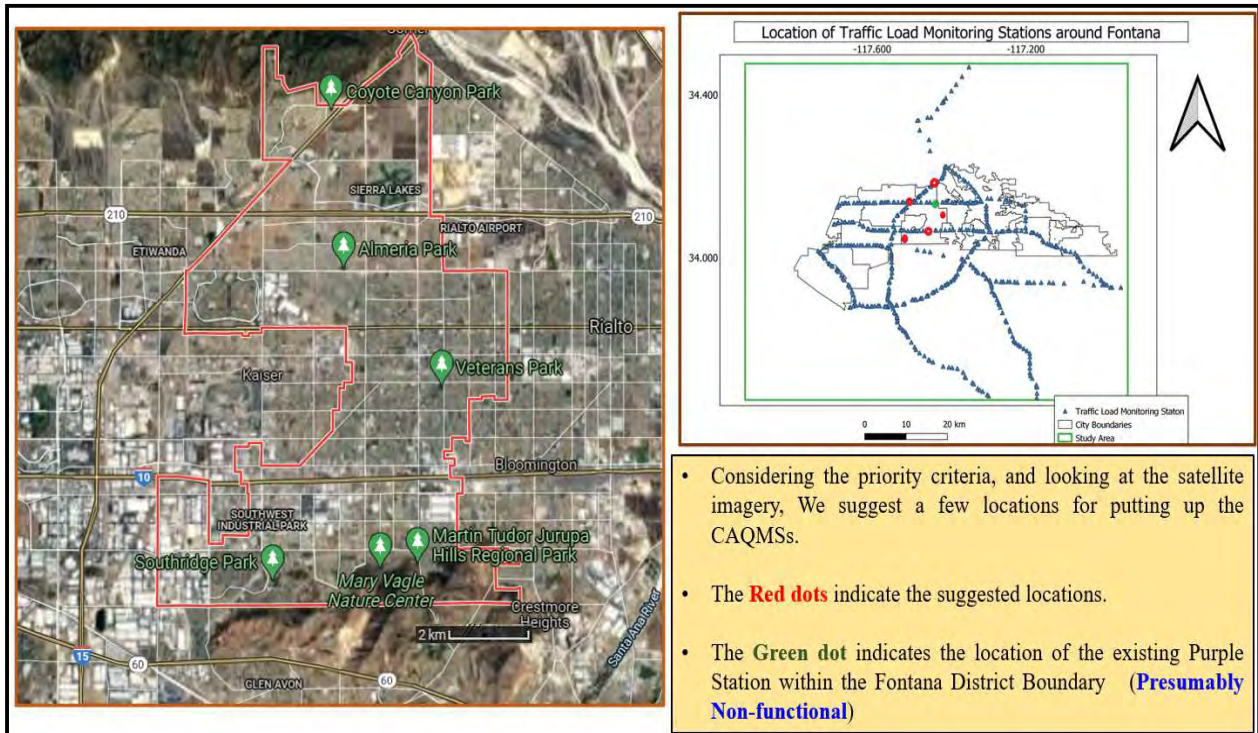 Coyote Canyon Park
SIERRA LAKES
210
210
RIALTO AIRPORT
ETIWANDA
Almeria Park
Rialto
Kaiser
Veterans Park
Bloomington
10
SOUTHWEST
INDUSTRIAL PARK
Southridge Park
Martin Tudor Jurupa
Hills Regional Park
Mary Vagle
Nature Center
Crestmore
Heights
2 km
Santa Ana River
15
60
60
GLEN AVON
Location of Traffic Load Monitoring Stations around Fontana
-117.600
-117.200
34.400
34.000
0 10 20 km
Traffic Load Monitoring Staton
City Boundaries
Study Area
• Considering the priority criteria, and looking at the satellite
imagery, We suggest a few locations for putting up the
CAQMSs.
• The Red dots indicate the suggested locations.
• The Green dot indicates the location of the existing Purple
Station within the Fontana District Boundary (Presumably
Non-functional)